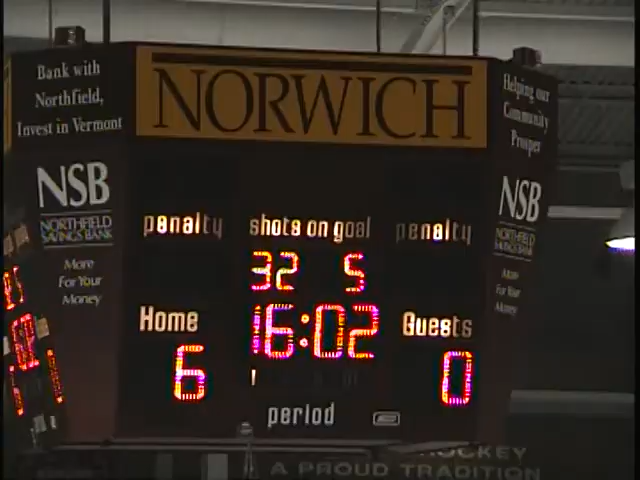 NORWICH
Bank with
Northfield,
Invest in Vermont
NSB
NORTHFIELD
SAVINGS BANK
More
For Your
Money
Helping our
Community
Prosper
NSB
NORTHFIELD
SAVINGS BANK
More
For Your
Money
penalty shots on goal penalty
32 5
Home 16:02 Guests
6 0
period
HOCKEY
A PROUD TRADITION